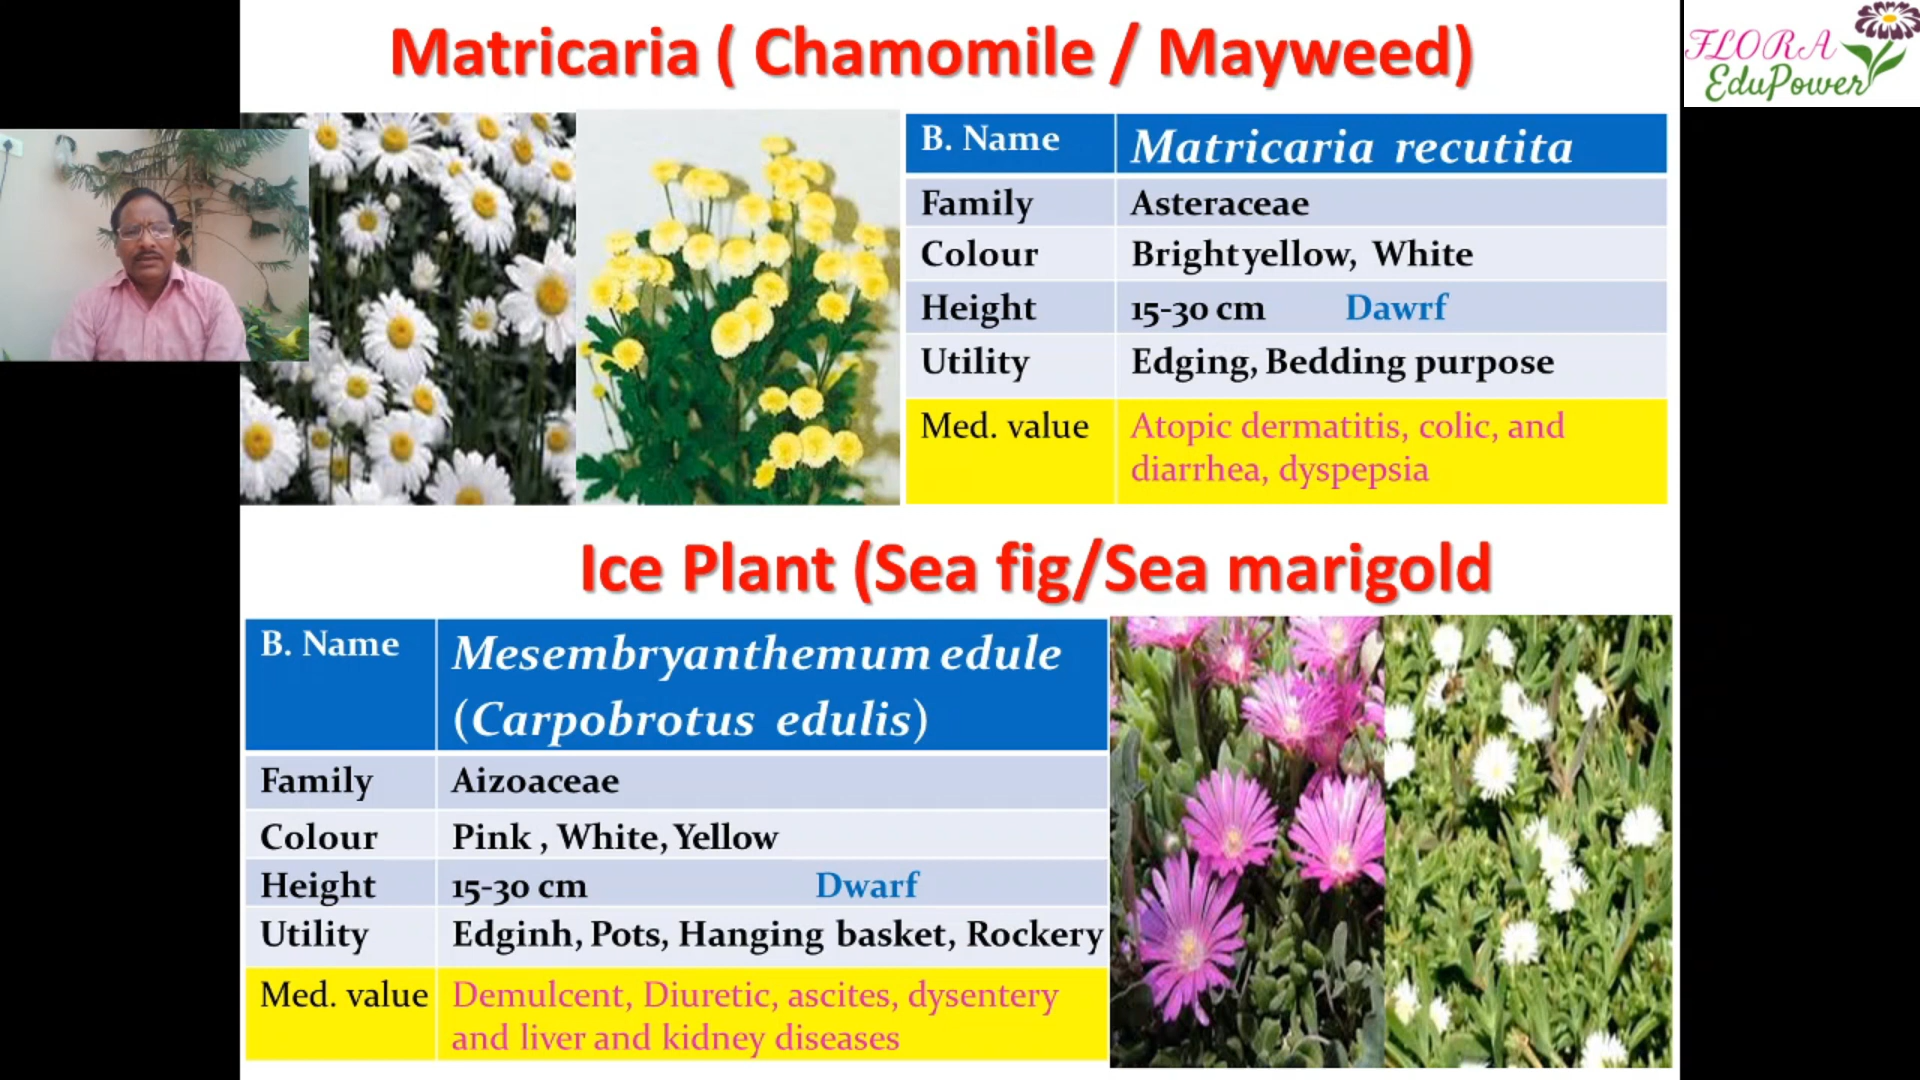 Matricaria ( Chamomile / Mayweed)
FLORA
EduPower
B. Name Matricaria recutita
Family Asteraceae
Colour Bright yellow, White
Height 15-30 cm Dawrf
Utility Edging, Bedding purpose
Med. value Atopic dermatitis, colic, and
diarrhea, dyspepsia
Ice Plant (Sea fig/Sea marigold
B. Name Mesembryanthemum edule
(Carpobrotus edulis)
Family Aizoaceae
Colour Pink , White, Yellow
Height 15-30 cm Dwarf
Utility Edginh, Pots, Hanging basket, Rockery
Med. value Demulcent, Diuretic, ascites, dysentery
and liver and kidney diseases